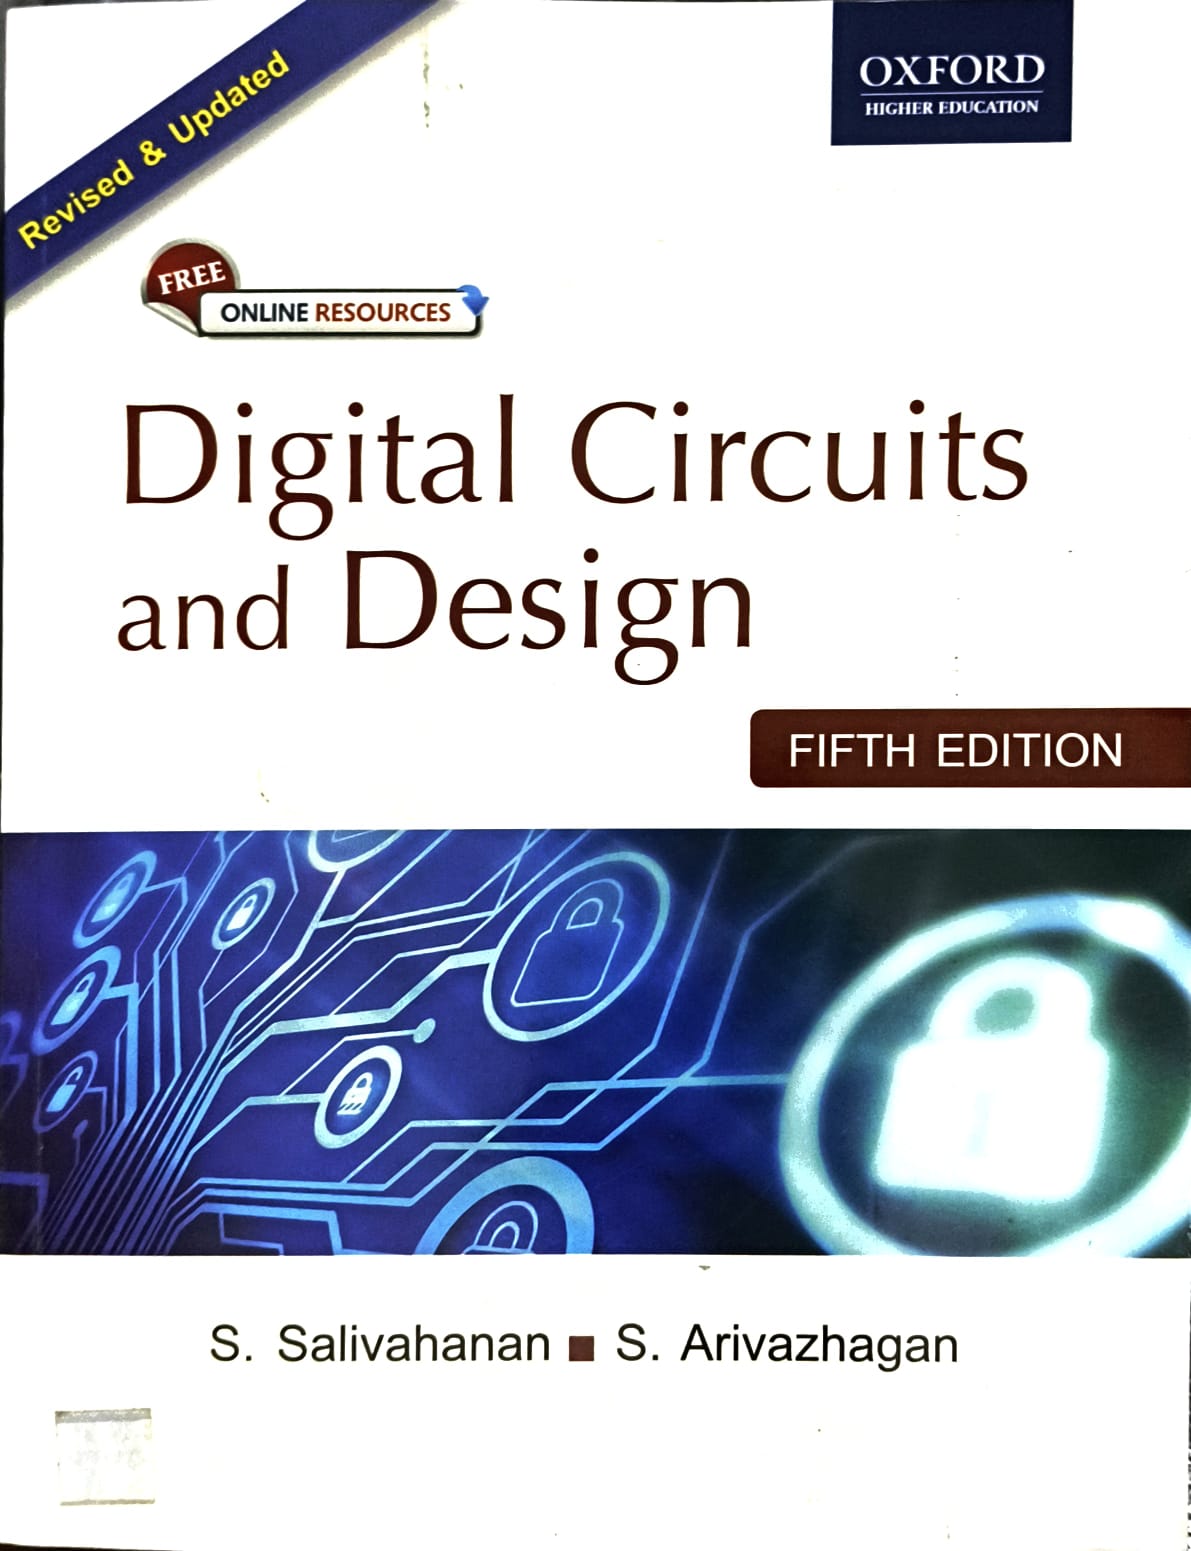 Revised & Updated
OXFORD
HIGHER EDUCATION
FREE
ONLINE RESOURCES
Digital Circuits
and Design
FIFTH EDITION
S. Salivahanan ■ S. Arivazhagan